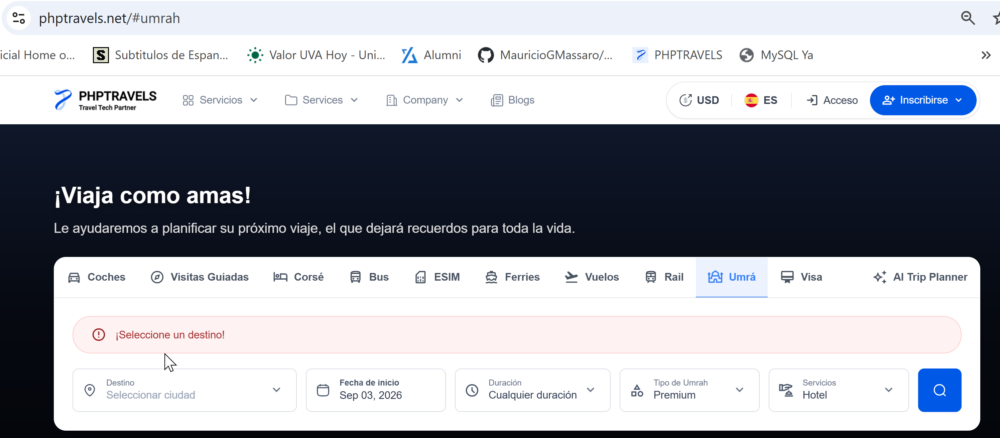 phptravels.net/#umrah
icial Home o...
Subtitulos de Espan...
Valor UVA Hoy - Uni...
Alumni
MauricioGMassaro/...
PHPTRAVELS
MySQL Ya
PHPTRAVELS
Travel Tech Partner
Servicios
Services
Company
Blogs
USD
ES
Acceso
Inscribirse
¡Viaja como amas!
Le ayudaremos a planificar su próximo viaje, el que dejará recuerdos para toda la vida.
Coches
Visitas Guiadas
Corsé
Bus
ESIM
Ferries
Vuelos
Rail
Umrá
Visa
AI Trip Planner
¡Seleccione un destino!
Destino
Seleccionar ciudad
Fecha de inicio
Sep 03, 2026
Duración
Cualquier duración
Tipo de Umrah
Premium
Servicios
Hotel